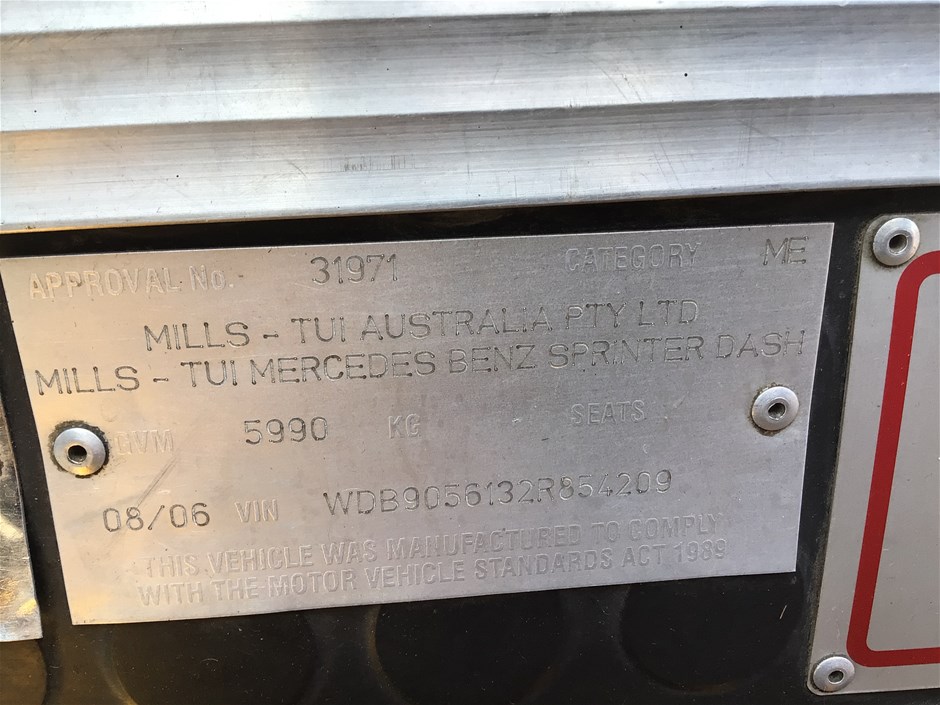 APPROVAL No. 31971 CATEGORY ME
MILLS - TUI AUSTRALIA PTY LTD
MILLS - TUI MERCEDES BENZ SPRINTER DASH
GVM 5990 KG SEATS
08/06 VIN WDB9056132R854209
THIS VEHICLE WAS MANUFACTURED TO COMPLY
WITH THE MOTOR VEHICLE STANDARDS ACT 1989